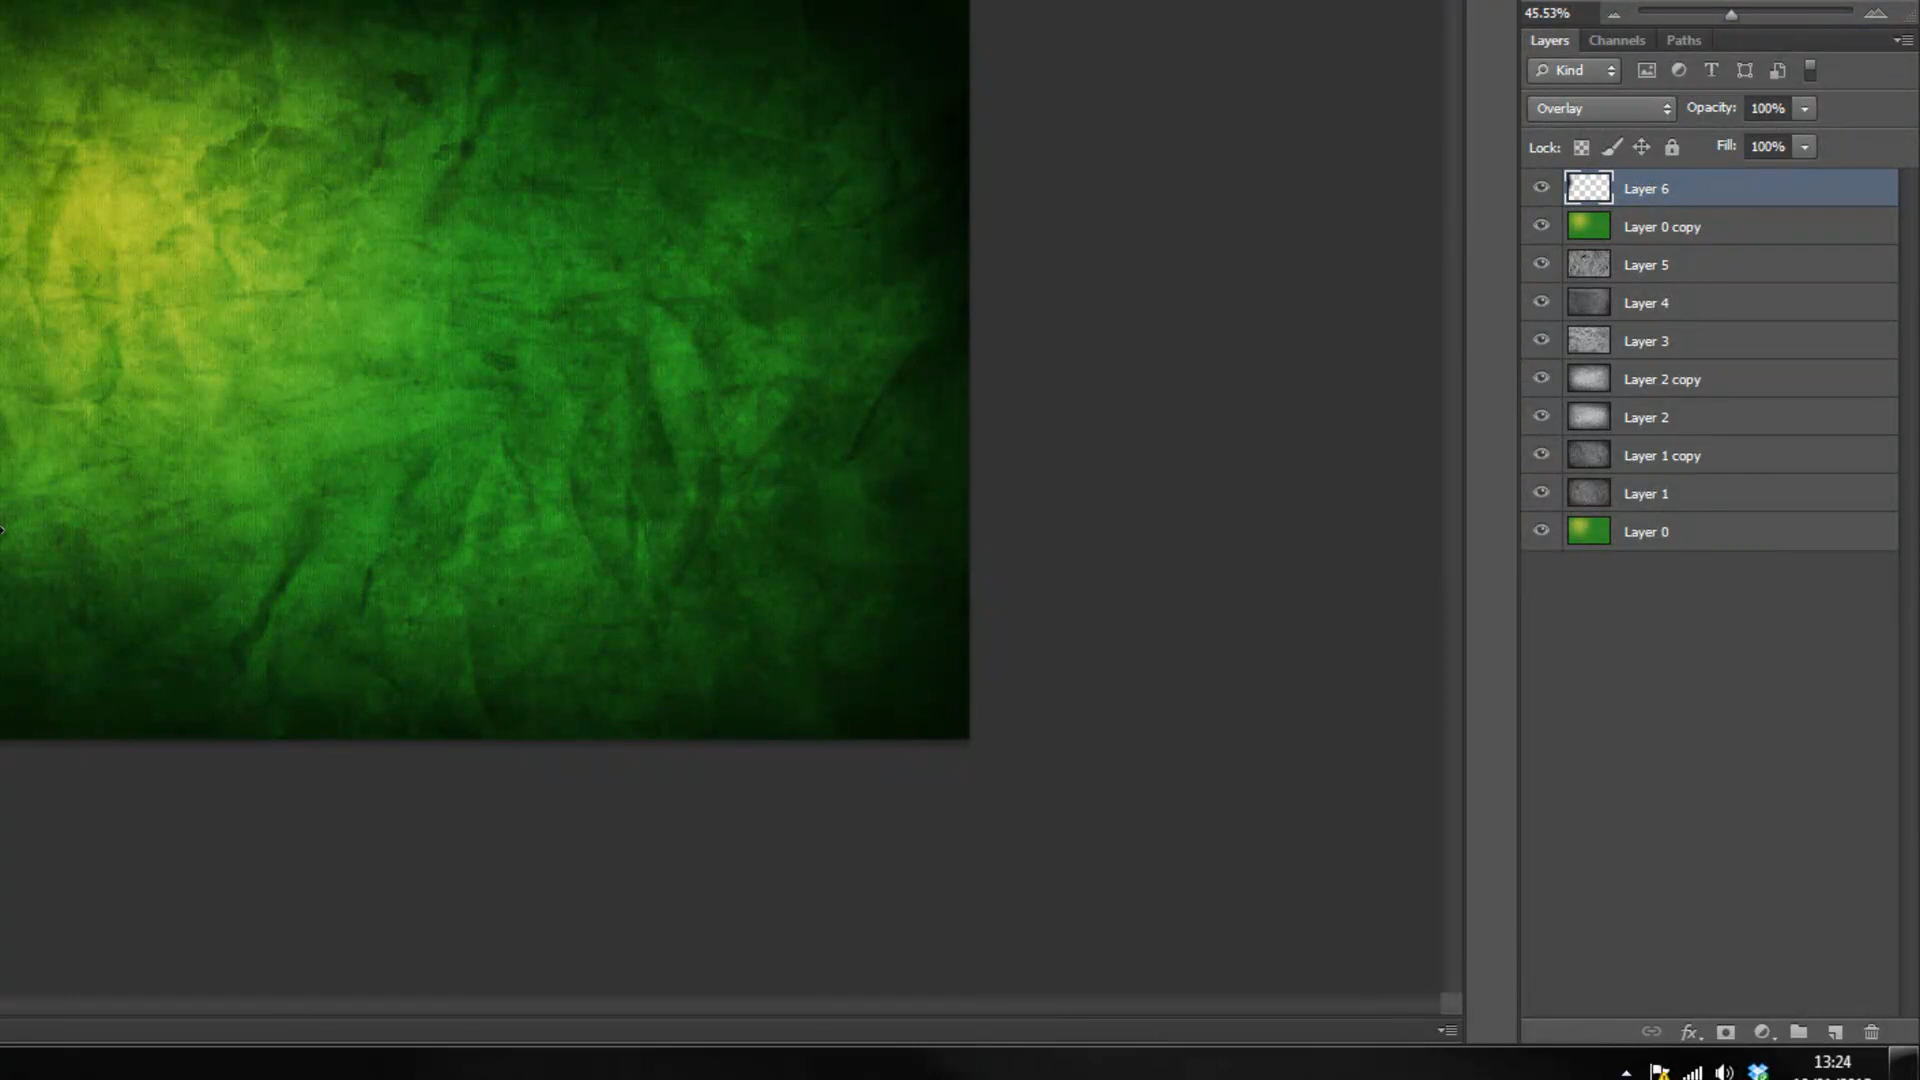 45.53%
Layers Channels Paths
Kind
Overlay Opacity: 100%
Lock: Fill: 100%
Layer 6
Layer 0 copy
Layer 5
Layer 4
Layer 3
Layer 2 copy
Layer 2
Layer 1 copy
Layer 1
Layer 0
fx
13:24